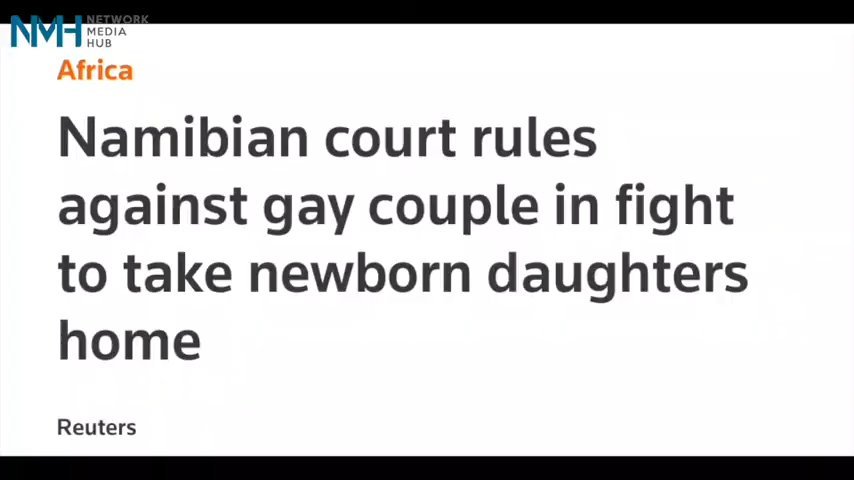 NMH NETWORK
MEDIA
HUB
Africa
Namibian court rules
against gay couple in fight
to take newborn daughters
home
Reuters